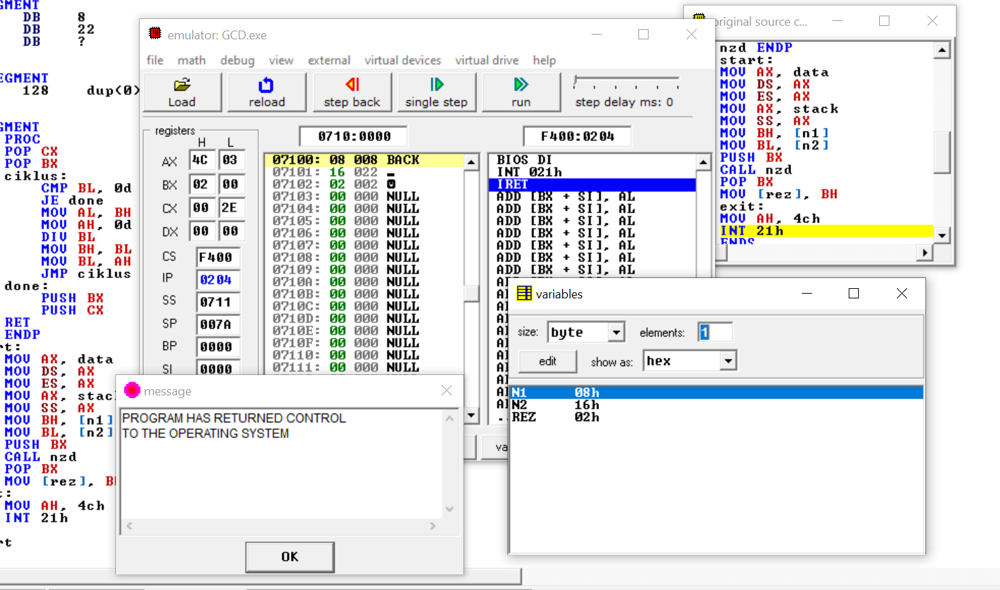 GMENT
DB 8
DB 22
DB ?
EGMENT
128 dup(0)
GMENT
PROC
POP CX
POP BX
ciklus:
CMP BL, 0d
JE done
MOV AL, BH
MOV AH, 0d
DIV BL
MOV BH, BL
MOV BL, AH
JMP ciklus
done:
PUSH BX
PUSH CX
RET
ENDP
rt:
MOV AX, data
MOV DS, AX
MOV ES, AX
MOV AX, stack
MOV SS, AX
MOV BH, [n1]
MOV BL, [n2]
PUSH BX
CALL nzd
POP BX
MOV [rez], B
t:
MOV AH, 4ch
INT 21h
rt
emulator: GCD.exe
file math debug view external virtual devices virtual drive help
Load reload step back single step run step delay ms: 0
registers
H L
AX 4C 03
BX 02 00
CX 00 2E
DX 00 00
CS F400
IP 0204
SS 0711
SP 007A
BP 0000
SI 0000
0710:0000
07100: 08 008 BACK
07101: 16 022 ▬
07102: 02 002 ☻
07103: 00 000 NULL
07104: 00 000 NULL
07105: 00 000 NULL
07106: 00 000 NULL
07107: 00 000 NULL
07108: 00 000 NULL
07109: 00 000 NULL
0710A: 00 000 NULL
0710B: 00 000 NULL
0710C: 00 000 NULL
0710D: 00 000 NULL
0710E: 00 000 NULL
0710F: 00 000 NULL
07110: 00 000 NULL
07111: 00 000 NULL
F400:0204
BIOS DI
INT 021h
IRET
ADD [BX + SI], AL
ADD [BX + SI], AL
ADD [BX + SI], AL
ADD [BX + SI], AL
ADD [BX + SI], AL
ADD [BX + SI], AL
ADD [BX + SI], AL
va
original source c...
nzd ENDP
start:
MOV AX, data
MOV DS, AX
MOV ES, AX
MOV AX, stack
MOV SS, AX
MOV BH, [n1]
MOV BL, [n2]
PUSH BX
CALL nzd
POP BX
MOV [rez], BH
exit:
MOV AH, 4ch
INT 21h
ENDS
variables
size: byte elements: 1
edit show as: hex
N1 08h
N2 16h
REZ 02h
message
PROGRAM HAS RETURNED CONTROL
TO THE OPERATING SYSTEM
OK